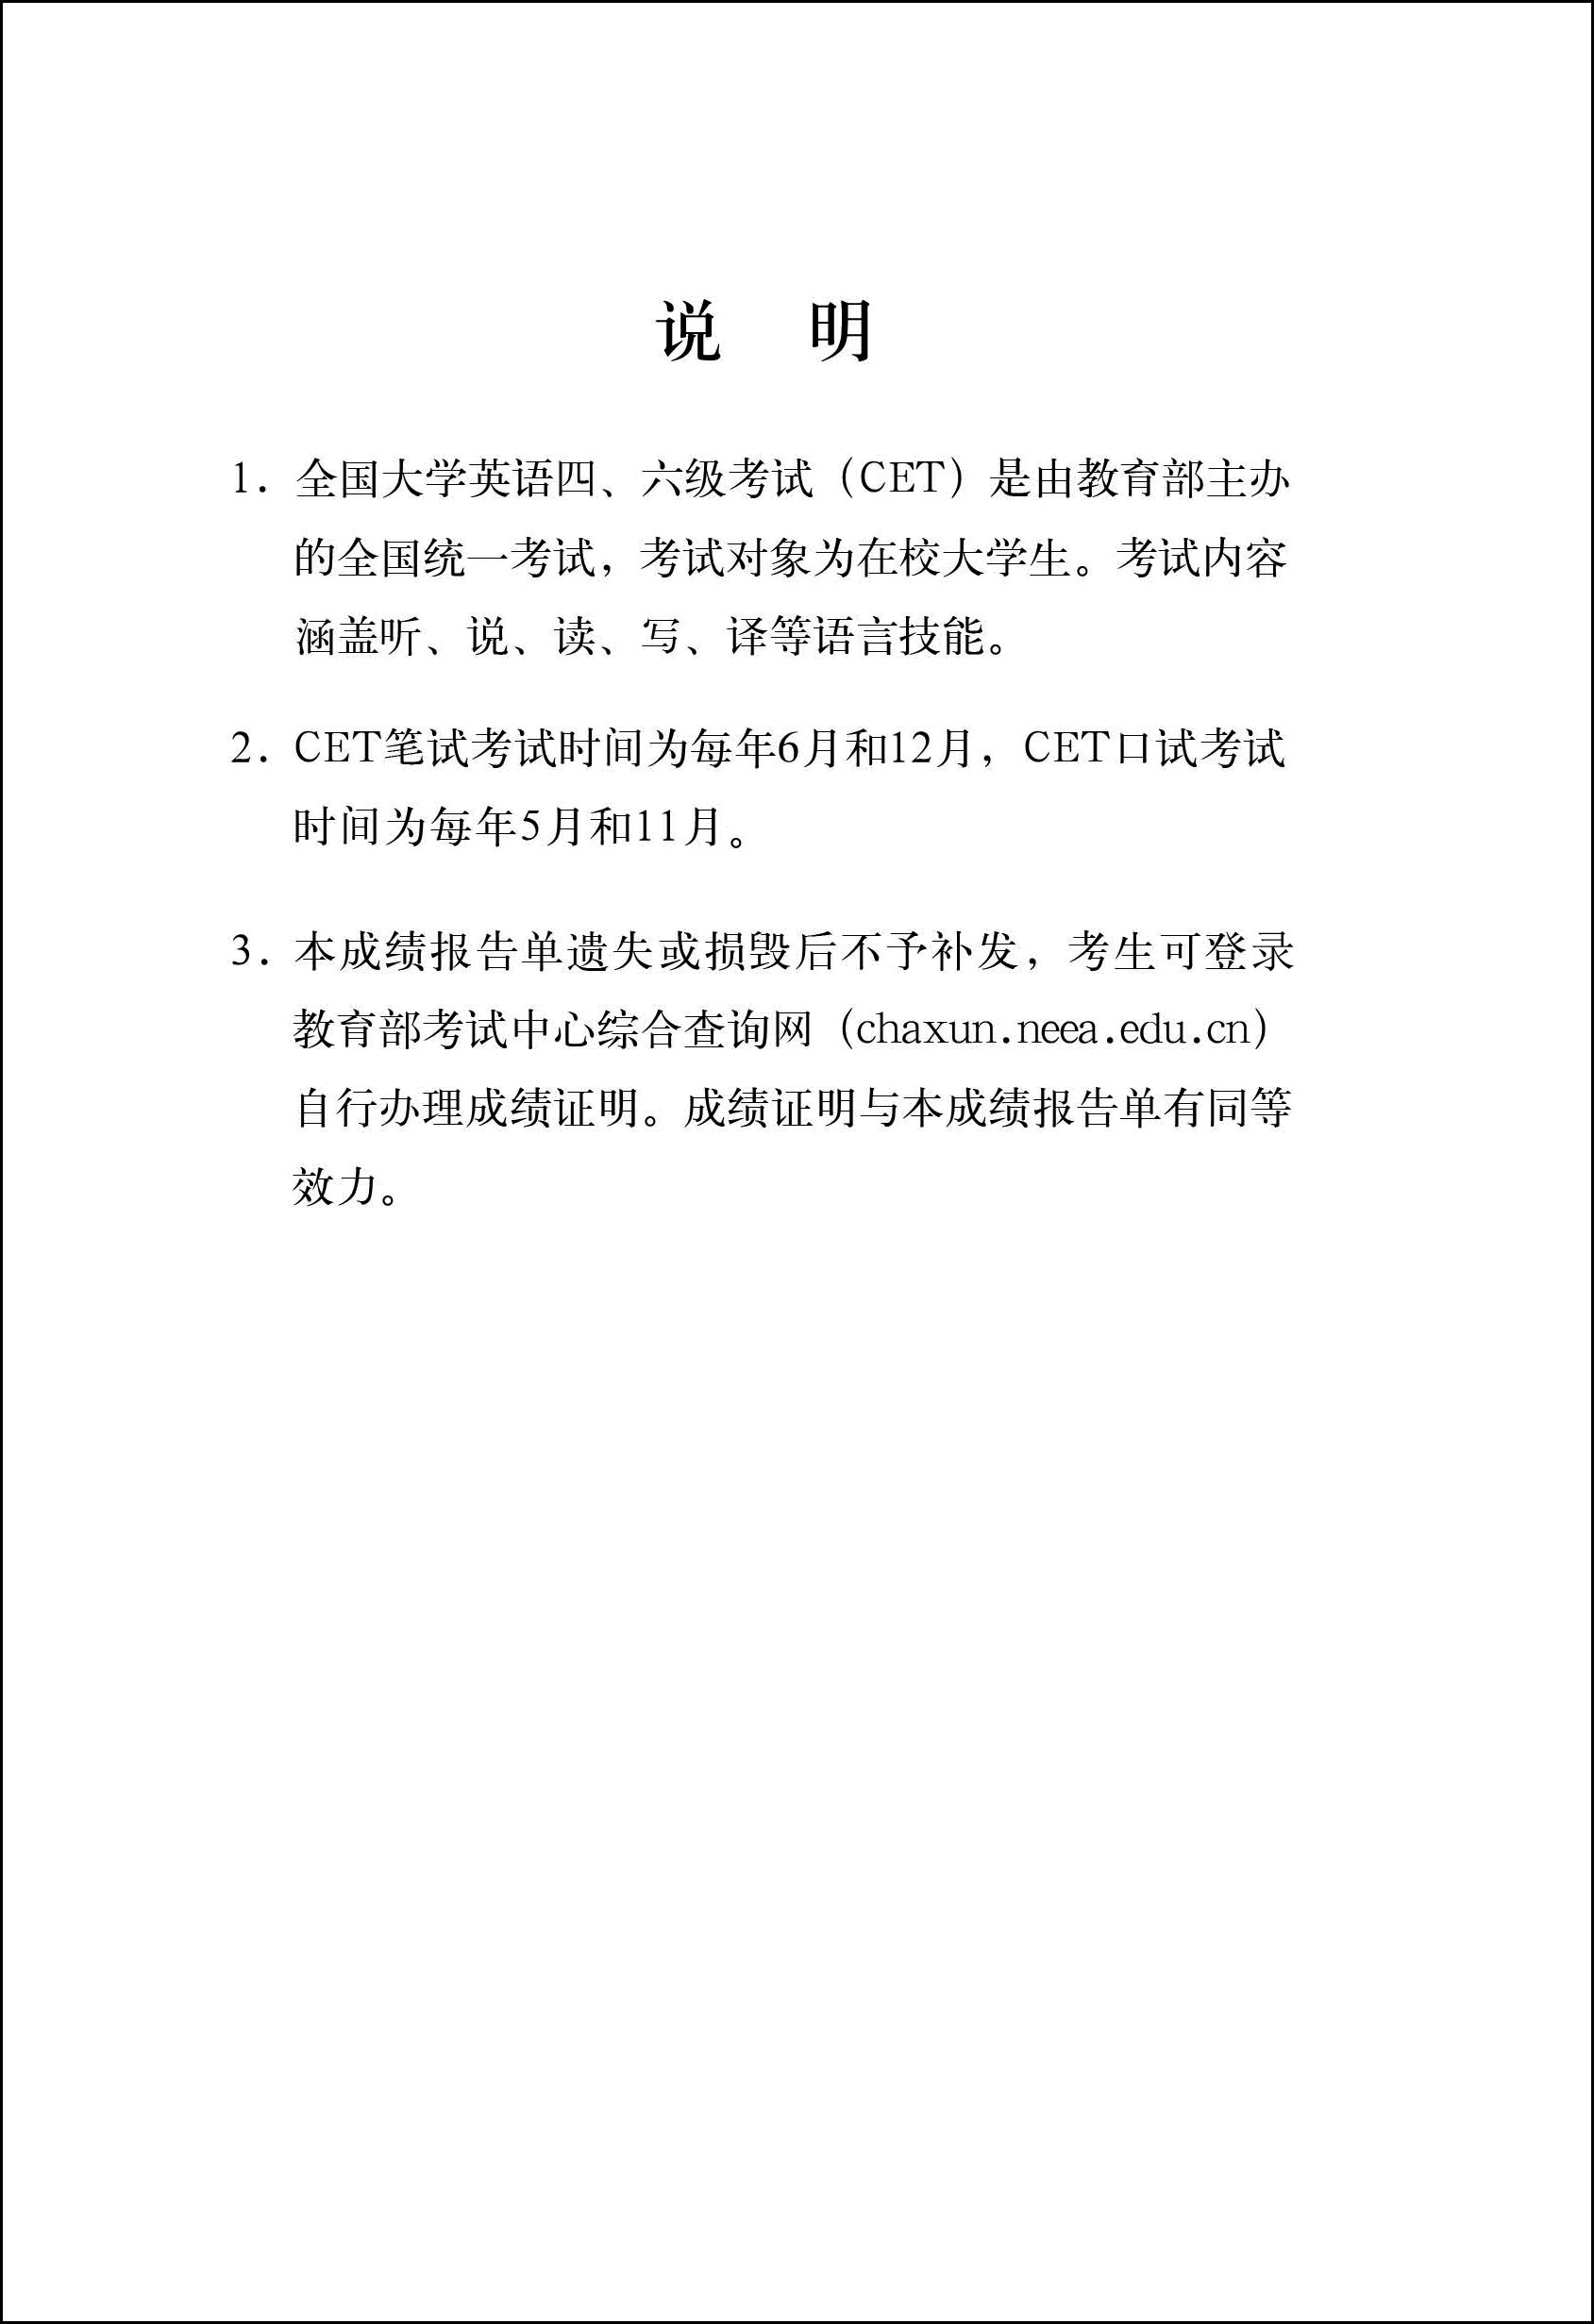 说 明
1. 全国大学英语四、六级考试（CET）是由教育部主办
的全国统一考试，考试对象为在校大学生。考试内容
涵盖听、说、读、写、译等语言技能。
2. CET笔试考试时间为每年6月和12月，CET口试考试
时间为每年5月和11月。
3. 本成绩报告单遗失或损毁后不予补发，考生可登录
教育部考试中心综合查询网（chaxun.neea.edu.cn）
自行办理成绩证明。成绩证明与本成绩报告单有同等
效力。